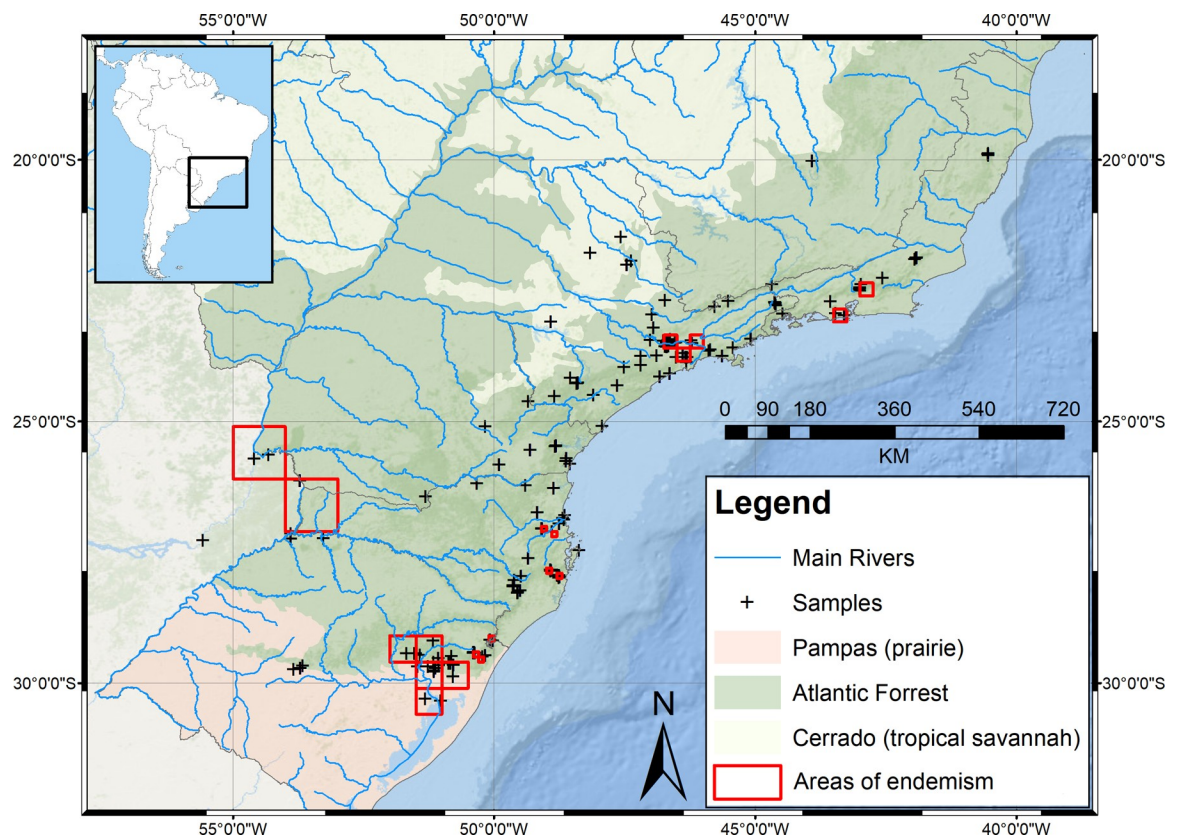 55°0'0"W 50°0'0"W 45°0'0"W 40°0'0"W
20°0'0"S 20°0'0"S
25°0'0"S 25°0'0"S
0 90 180 360 540 720
KM
Legend
Main Rivers
Samples
Pampas (prairie)
Atlantic Forrest
Cerrado (tropical savannah)
Areas of endemism
N
30°0'0"S 30°0'0"S
55°0'0"W 50°0'0"W 45°0'0"W 40°0'0"W